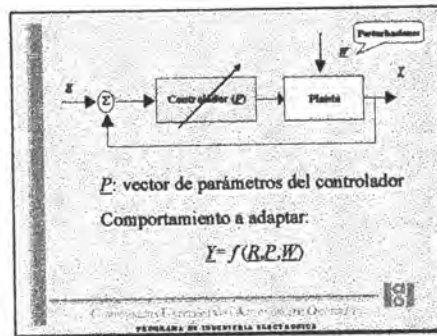 Perturbaciones
W
R
Σ
Controlador (P)
Planta
Y
P: vector de parámetros del controlador
Comportamiento a adaptar:
Y= f(R,P,W)
PROGRAMA DE INGENIERIA ELECTRONICA